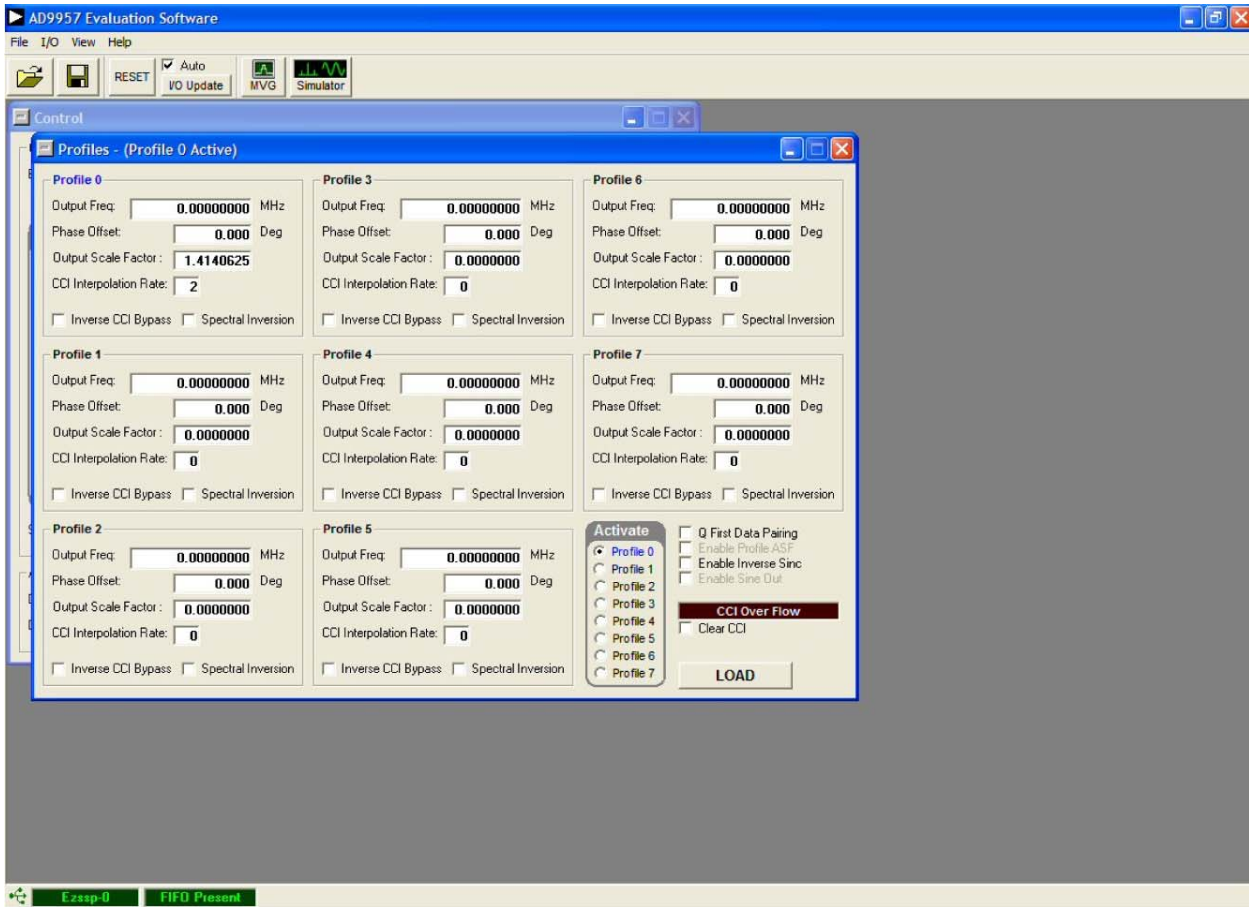 AD9957 Evaluation Software
File I/O View Help
RESET
Auto
I/O Update
MVG
Simulator
Control
Profiles - (Profile 0 Active)
Profile 0
Output Freq: 0.00000000 MHz
Phase Offset: 0.000 Deg
Output Scale Factor : 1.4140625
CCI Interpolation Rate: 2
Inverse CCI Bypass Spectral Inversion
Profile 3
Output Freq: 0.00000000 MHz
Phase Offset: 0.000 Deg
Output Scale Factor : 0.0000000
CCI Interpolation Rate: 0
Inverse CCI Bypass Spectral Inversion
Profile 6
Output Freq: 0.00000000 MHz
Phase Offset: 0.000 Deg
Output Scale Factor : 0.0000000
CCI Interpolation Rate: 0
Inverse CCI Bypass Spectral Inversion
Profile 1
Output Freq: 0.00000000 MHz
Phase Offset: 0.000 Deg
Output Scale Factor : 0.0000000
CCI Interpolation Rate: 0
Inverse CCI Bypass Spectral Inversion
Profile 4
Output Freq: 0.00000000 MHz
Phase Offset: 0.000 Deg
Output Scale Factor : 0.0000000
CCI Interpolation Rate: 0
Inverse CCI Bypass Spectral Inversion
Profile 7
Output Freq: 0.00000000 MHz
Phase Offset: 0.000 Deg
Output Scale Factor : 0.0000000
CCI Interpolation Rate: 0
Inverse CCI Bypass Spectral Inversion
Profile 2
Output Freq: 0.00000000 MHz
Phase Offset: 0.000 Deg
Output Scale Factor : 0.0000000
CCI Interpolation Rate: 0
Inverse CCI Bypass Spectral Inversion
Profile 5
Output Freq: 0.00000000 MHz
Phase Offset: 0.000 Deg
Output Scale Factor : 0.0000000
CCI Interpolation Rate: 0
Inverse CCI Bypass Spectral Inversion
Activate
Profile 0
Profile 1
Profile 2
Profile 3
Profile 4
Profile 5
Profile 6
Profile 7
Q First Data Pairing
Enable Profile ASF
Enable Inverse Sinc
Enable Sine Out
CCI Over Flow
Clear CCI
LOAD
Ezssp-0
FIFO Present